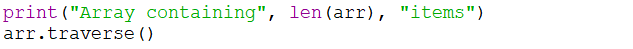 print("Array containing", len(arr), "items")
arr.traverse()